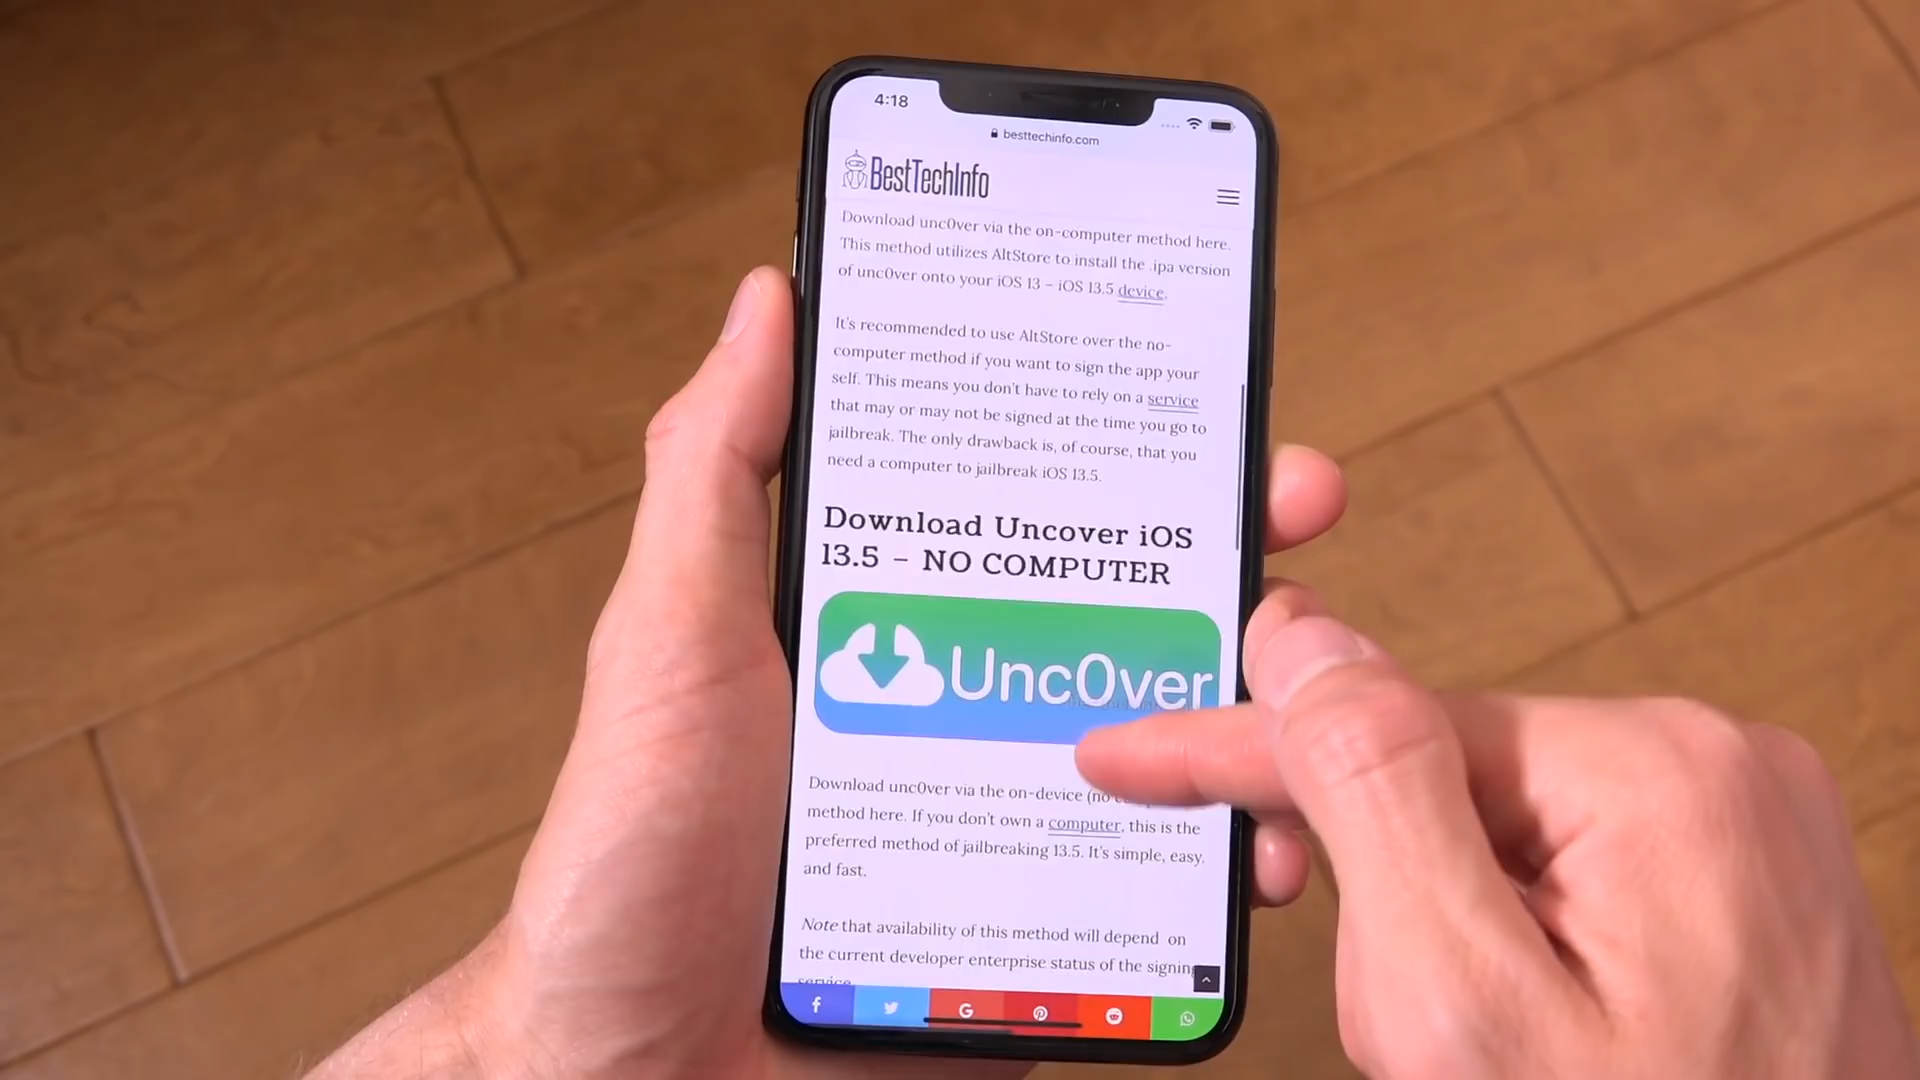 4:18
besttechinfo.com
BestTechInfo
Download unc0ver via the on-computer method here.
This method utilizes AltStore to install the .ipa version
of unc0ver onto your iOS 13 – iOS 13.5 device.
It's recommended to use AltStore over the no-
computer method if you want to sign the app your
self. This means you don't have to rely on a service
that may or may not be signed at the time you go to
jailbreak. The only drawback is, of course, that you
need a computer to jailbreak iOS 13.5.
Download Uncover iOS
13.5 – NO COMPUTER
Unc0ver
Download unc0ver via the on-device (no
method here. If you don't own a computer, this is the
preferred method of jailbreaking 13.5. It's simple, easy,
and fast.
Note that availability of this method will depend on
the current developer enterprise status of the signing
service